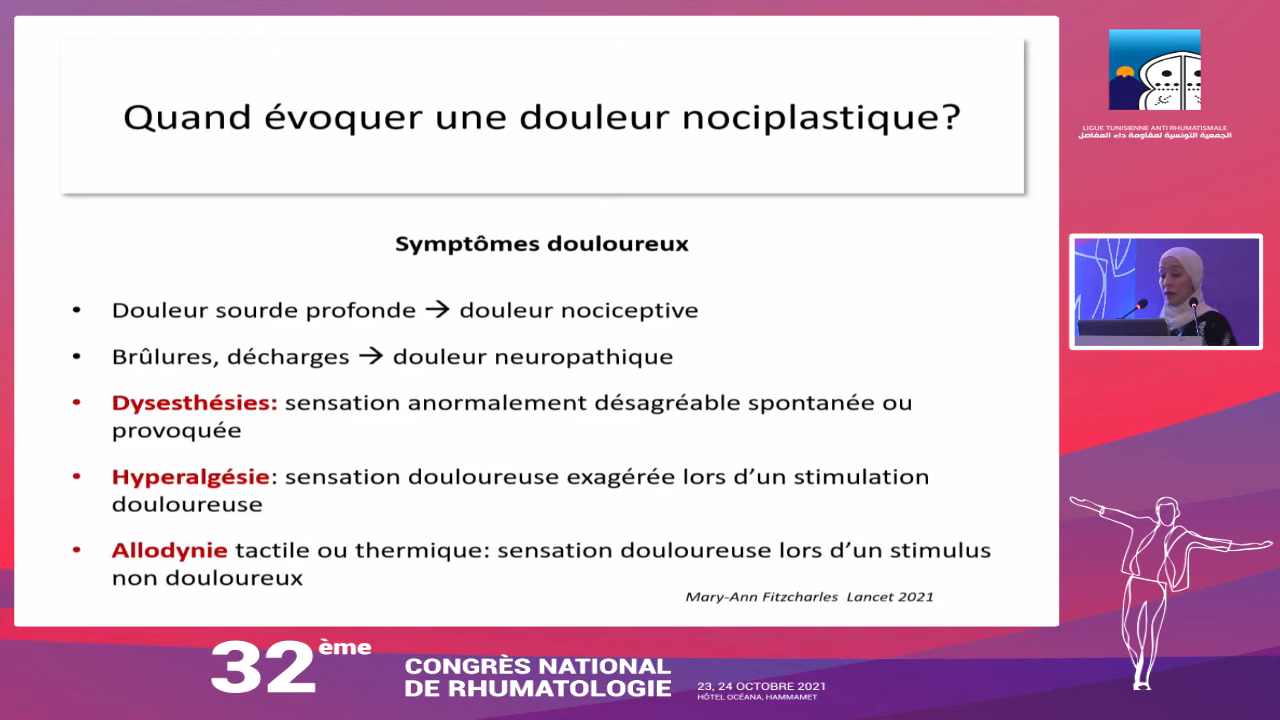 Quand évoquer une douleur nociplastique?
Symptômes douloureux
• Douleur sourde profonde → douleur nociceptive
• Brûlures, décharges → douleur neuropathique
• Dysesthésies: sensation anormalement désagréable spontanée ou
provoquée
• Hyperalgésie: sensation douloureuse exagérée lors d’un stimulation
douloureuse
• Allodynie tactile ou thermique: sensation douloureuse lors d’un stimulus
non douloureux
Mary-Ann Fitzcharles Lancet 2021
LIGUE TUNISIENNE ANTI RHUMATISMALE
الجمعية التونسية لمقاومة داء المفاصل
32ème
CONGRÈS NATIONAL
DE RHUMATOLOGIE
23, 24 OCTOBRE 2021
HÔTEL OCÉANA, HAMMAMET